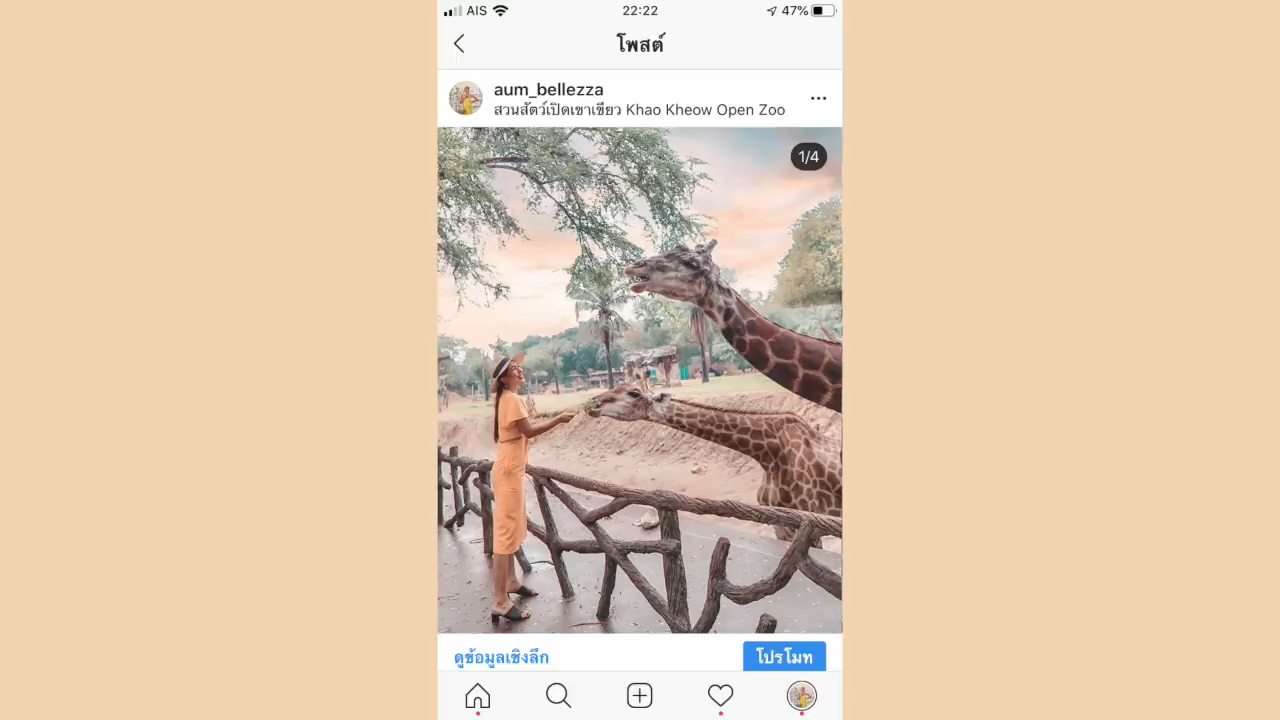 AIS 22:22 47%
โพสต์
aum_bellezza
สวนสัตว์เปิดเขาเขียว Khao Kheow Open Zoo
1/4
ดูข้อมูลเชิงลึก โปรโมท